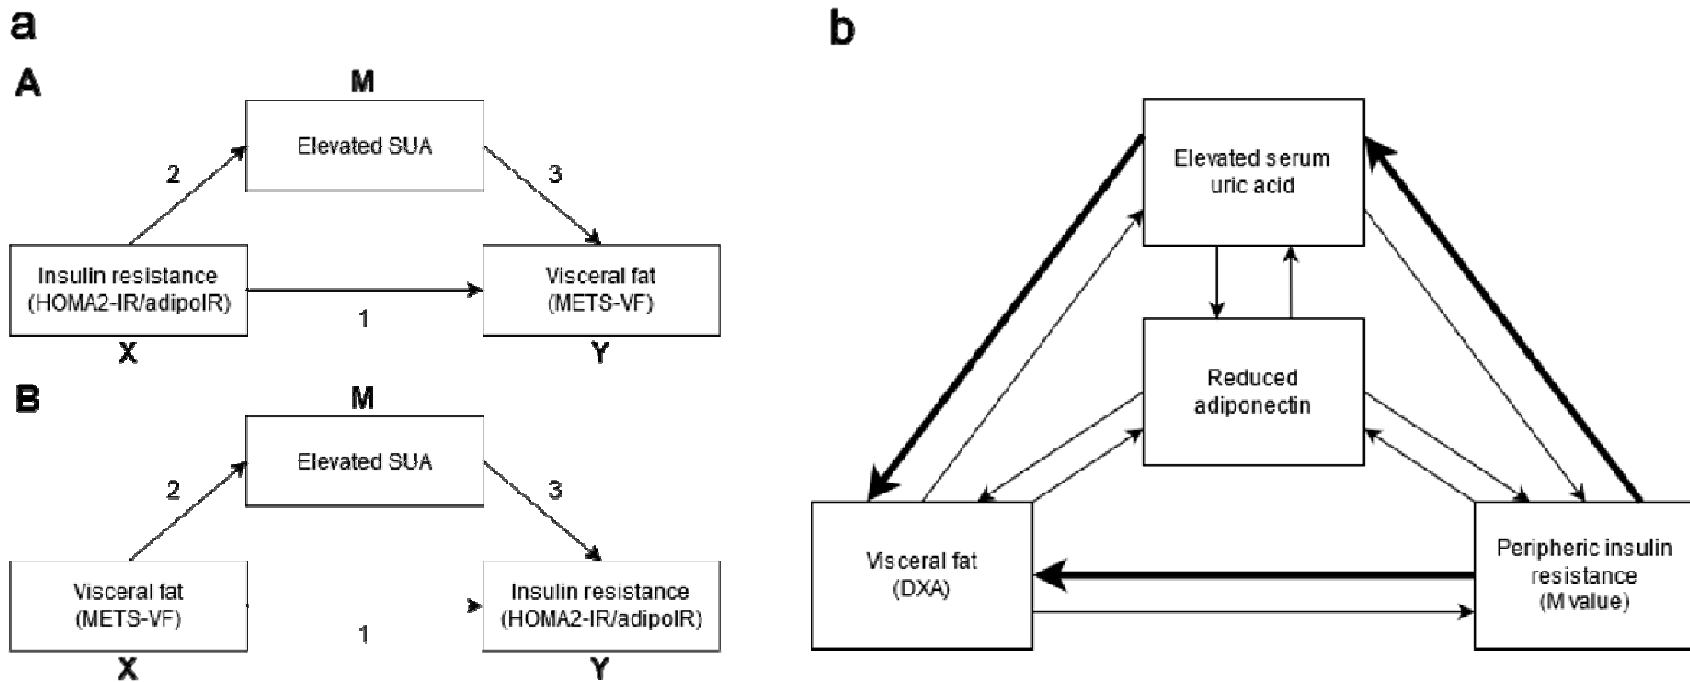 a
A
M
Elevated SUA
2
3
Insulin resistance
(HOMA2-IR/adipoIR)
Visceral fat
(METS-VF)
1
X
Y
B
M
Elevated SUA
2
3
Visceral fat
(METS-VF)
Insulin resistance
(HOMA2-IR/adipoIR)
1
X
Y
b
Elevated serum
uric acid
Reduced
adiponectin
Visceral fat
(DXA)
Peripheric insulin
resistance
(M value)